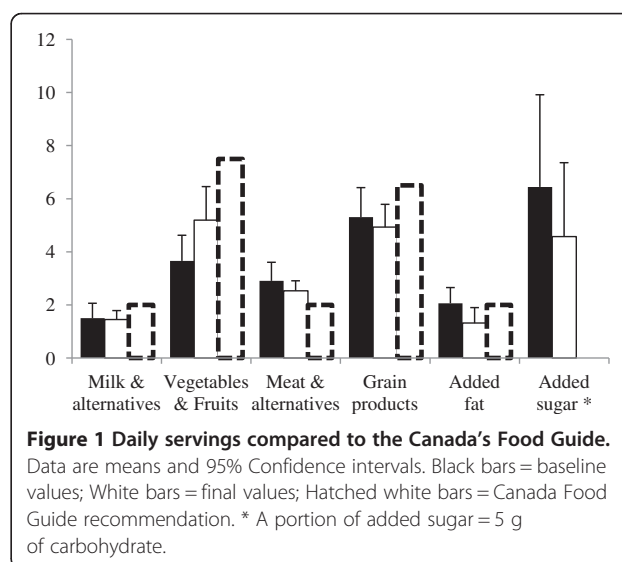 12
10
8
6
4
2
0
Milk & alternatives
Vegetables & Fruits
Meat & alternatives
Grain products
Added fat
Added sugar *
Figure 1 Daily servings compared to the Canada's Food Guide.
Data are means and 95% Confidence intervals. Black bars = baseline
values; White bars = final values; Hatched white bars = Canada Food
Guide recommendation. * A portion of added sugar = 5 g
of carbohydrate.